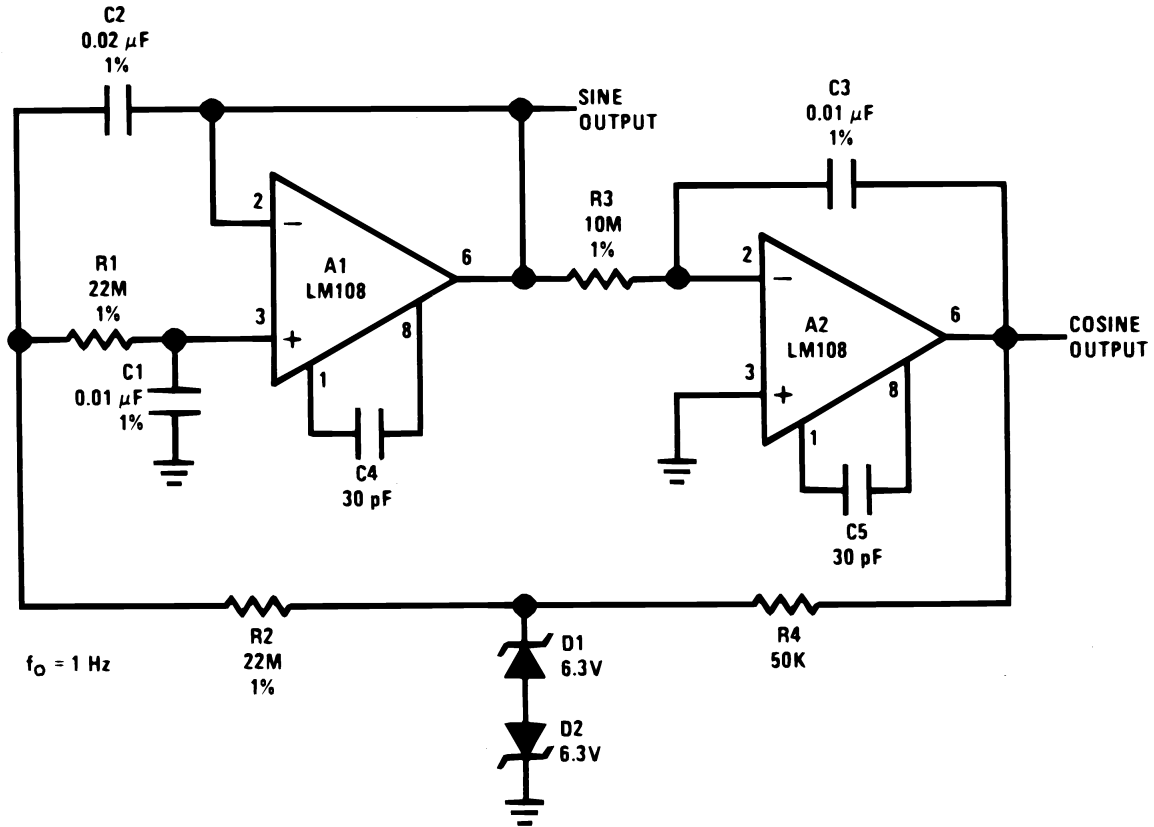 C2
0.02 μF
1%
SINE
OUTPUT
C3
0.01 μF
1%
2
−
R3
10M
1%
6
A1
LM108
2
−
R1
22M
1%
3
+
8
A2
LM108
6
COSINE
OUTPUT
C1
0.01 μF
1%
1
3
+
8
1
C4
30 pF
C5
30 pF
R2
22M
1%
D1
6.3V
R4
50K
fo = 1 Hz
D2
6.3V